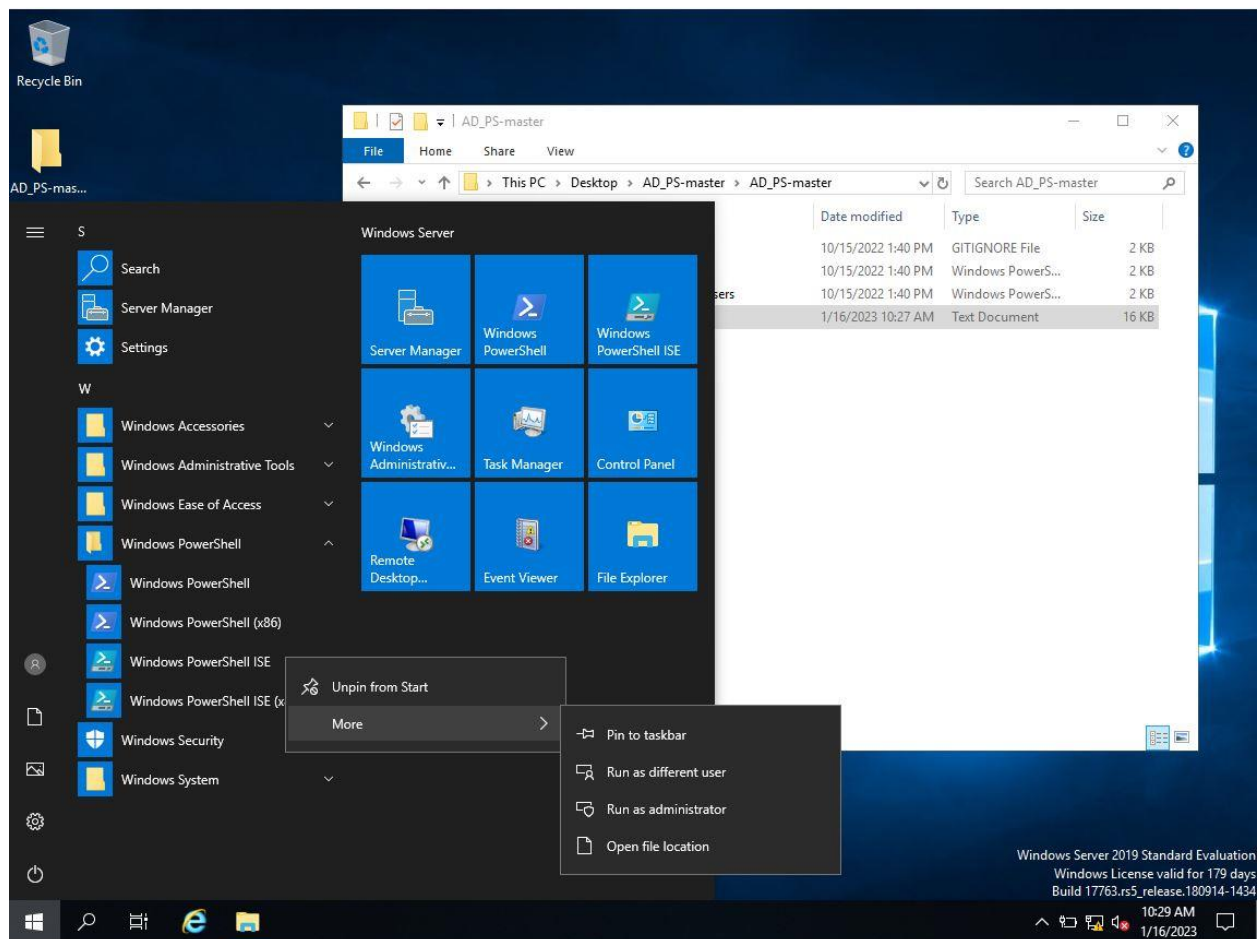 Recycle Bin
AD_PS-mas...
AD_PS-master
File Home Share View
This PC > Desktop > AD_PS-master > AD_PS-master
Search AD_PS-master
Date modified Type Size
10/15/2022 1:40 PM GITIGNORE File 2 KB
10/15/2022 1:40 PM Windows PowerS... 2 KB
sers 10/15/2022 1:40 PM Windows PowerS... 2 KB
1/16/2023 10:27 AM Text Document 16 KB
S
Search
Server Manager
Settings
W
Windows Accessories
Windows Administrative Tools
Windows Ease of Access
Windows PowerShell
Windows PowerShell
Windows PowerShell (x86)
Windows PowerShell ISE
Windows PowerShell ISE (x
Windows Security
Windows System
Windows Server
Server Manager
Windows
PowerShell
Windows
PowerShell ISE
Windows
Administrativ...
Task Manager
Control Panel
Remote
Desktop...
Event Viewer
File Explorer
Unpin from Start
More
Pin to taskbar
Run as different user
Run as administrator
Open file location
Windows Server 2019 Standard Evaluation
Windows License valid for 179 days
Build 17763.rs5_release.180914-1434
10:29 AM
1/16/2023